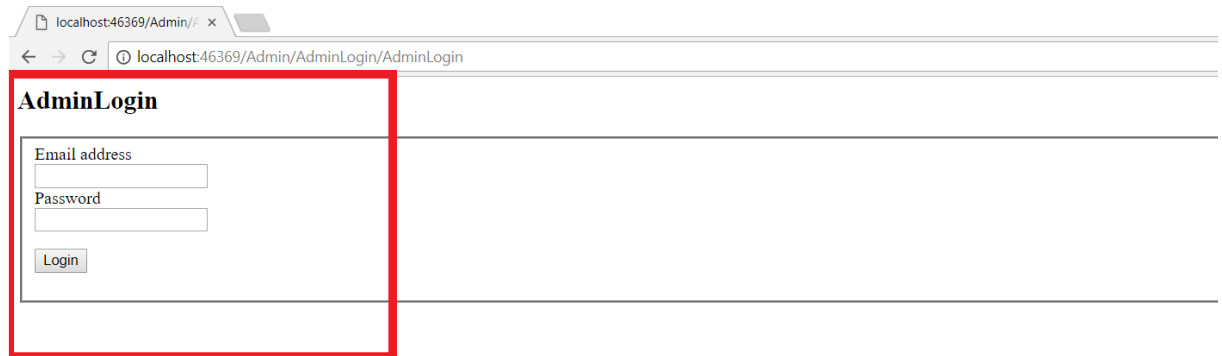 localhost:46369/Admin/A
localhost:46369/Admin/AdminLogin/AdminLogin
AdminLogin
Email address
Password
Login